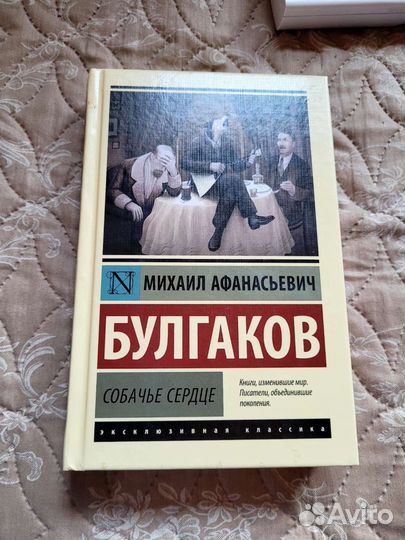 N
МИХАИЛ АФАНАСЬЕВИЧ
БУЛГАКОВ
СОБАЧЬЕ СЕРДЦЕ
Книги, изменившие мир.
Писатели, объединившие
поколения.
эксклюзивная классика
Avito